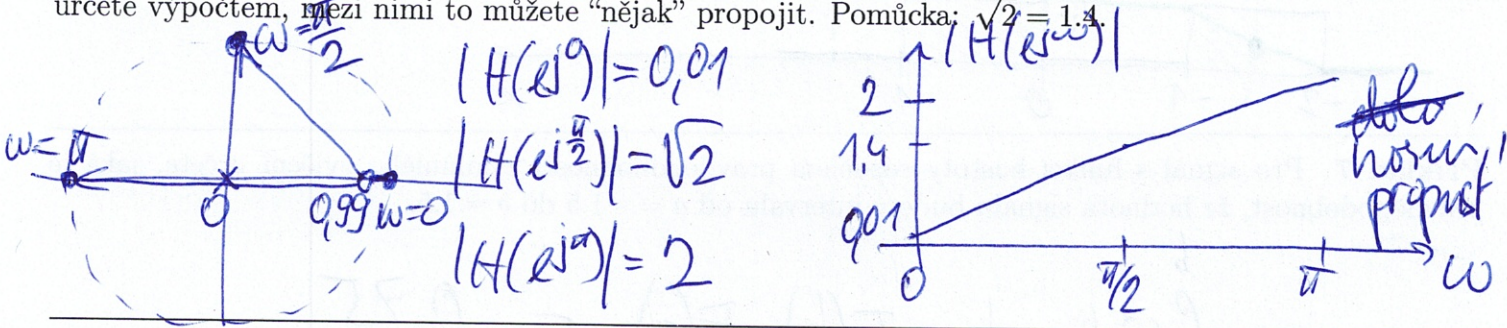 určete výpočtem, mezi nimi to můžete “nějak” propojit. Pomůcka: √2 = 1.4.
ω=π/2
ω=π
0
0,99 ω=0
|H(e^j0)|=0,01
|H(e^jπ/2)|=√2
|H(e^jπ)|=2
|H(e^jω)|
2
1,4
0,01
0
π/2
π
ω
horní
propust